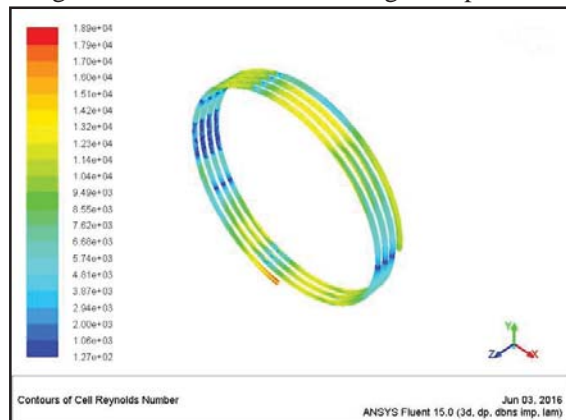 1.89e+04
1.79e+04
1.70e+04
1.60e+04
1.51e+04
1.42e+04
1.32e+04
1.23e+04
1.14e+04
1.04e+04
9.49e+03
8.55e+03
7.62e+03
6.68e+03
5.74e+03
4.81e+03
3.87e+03
2.94e+03
2.00e+03
1.06e+03
1.27e+02
Y
Z
X
Contours of Cell Reynolds Number
Jun 03, 2016
ANSYS Fluent 15.0 (3d, dp, dbns imp, lam)